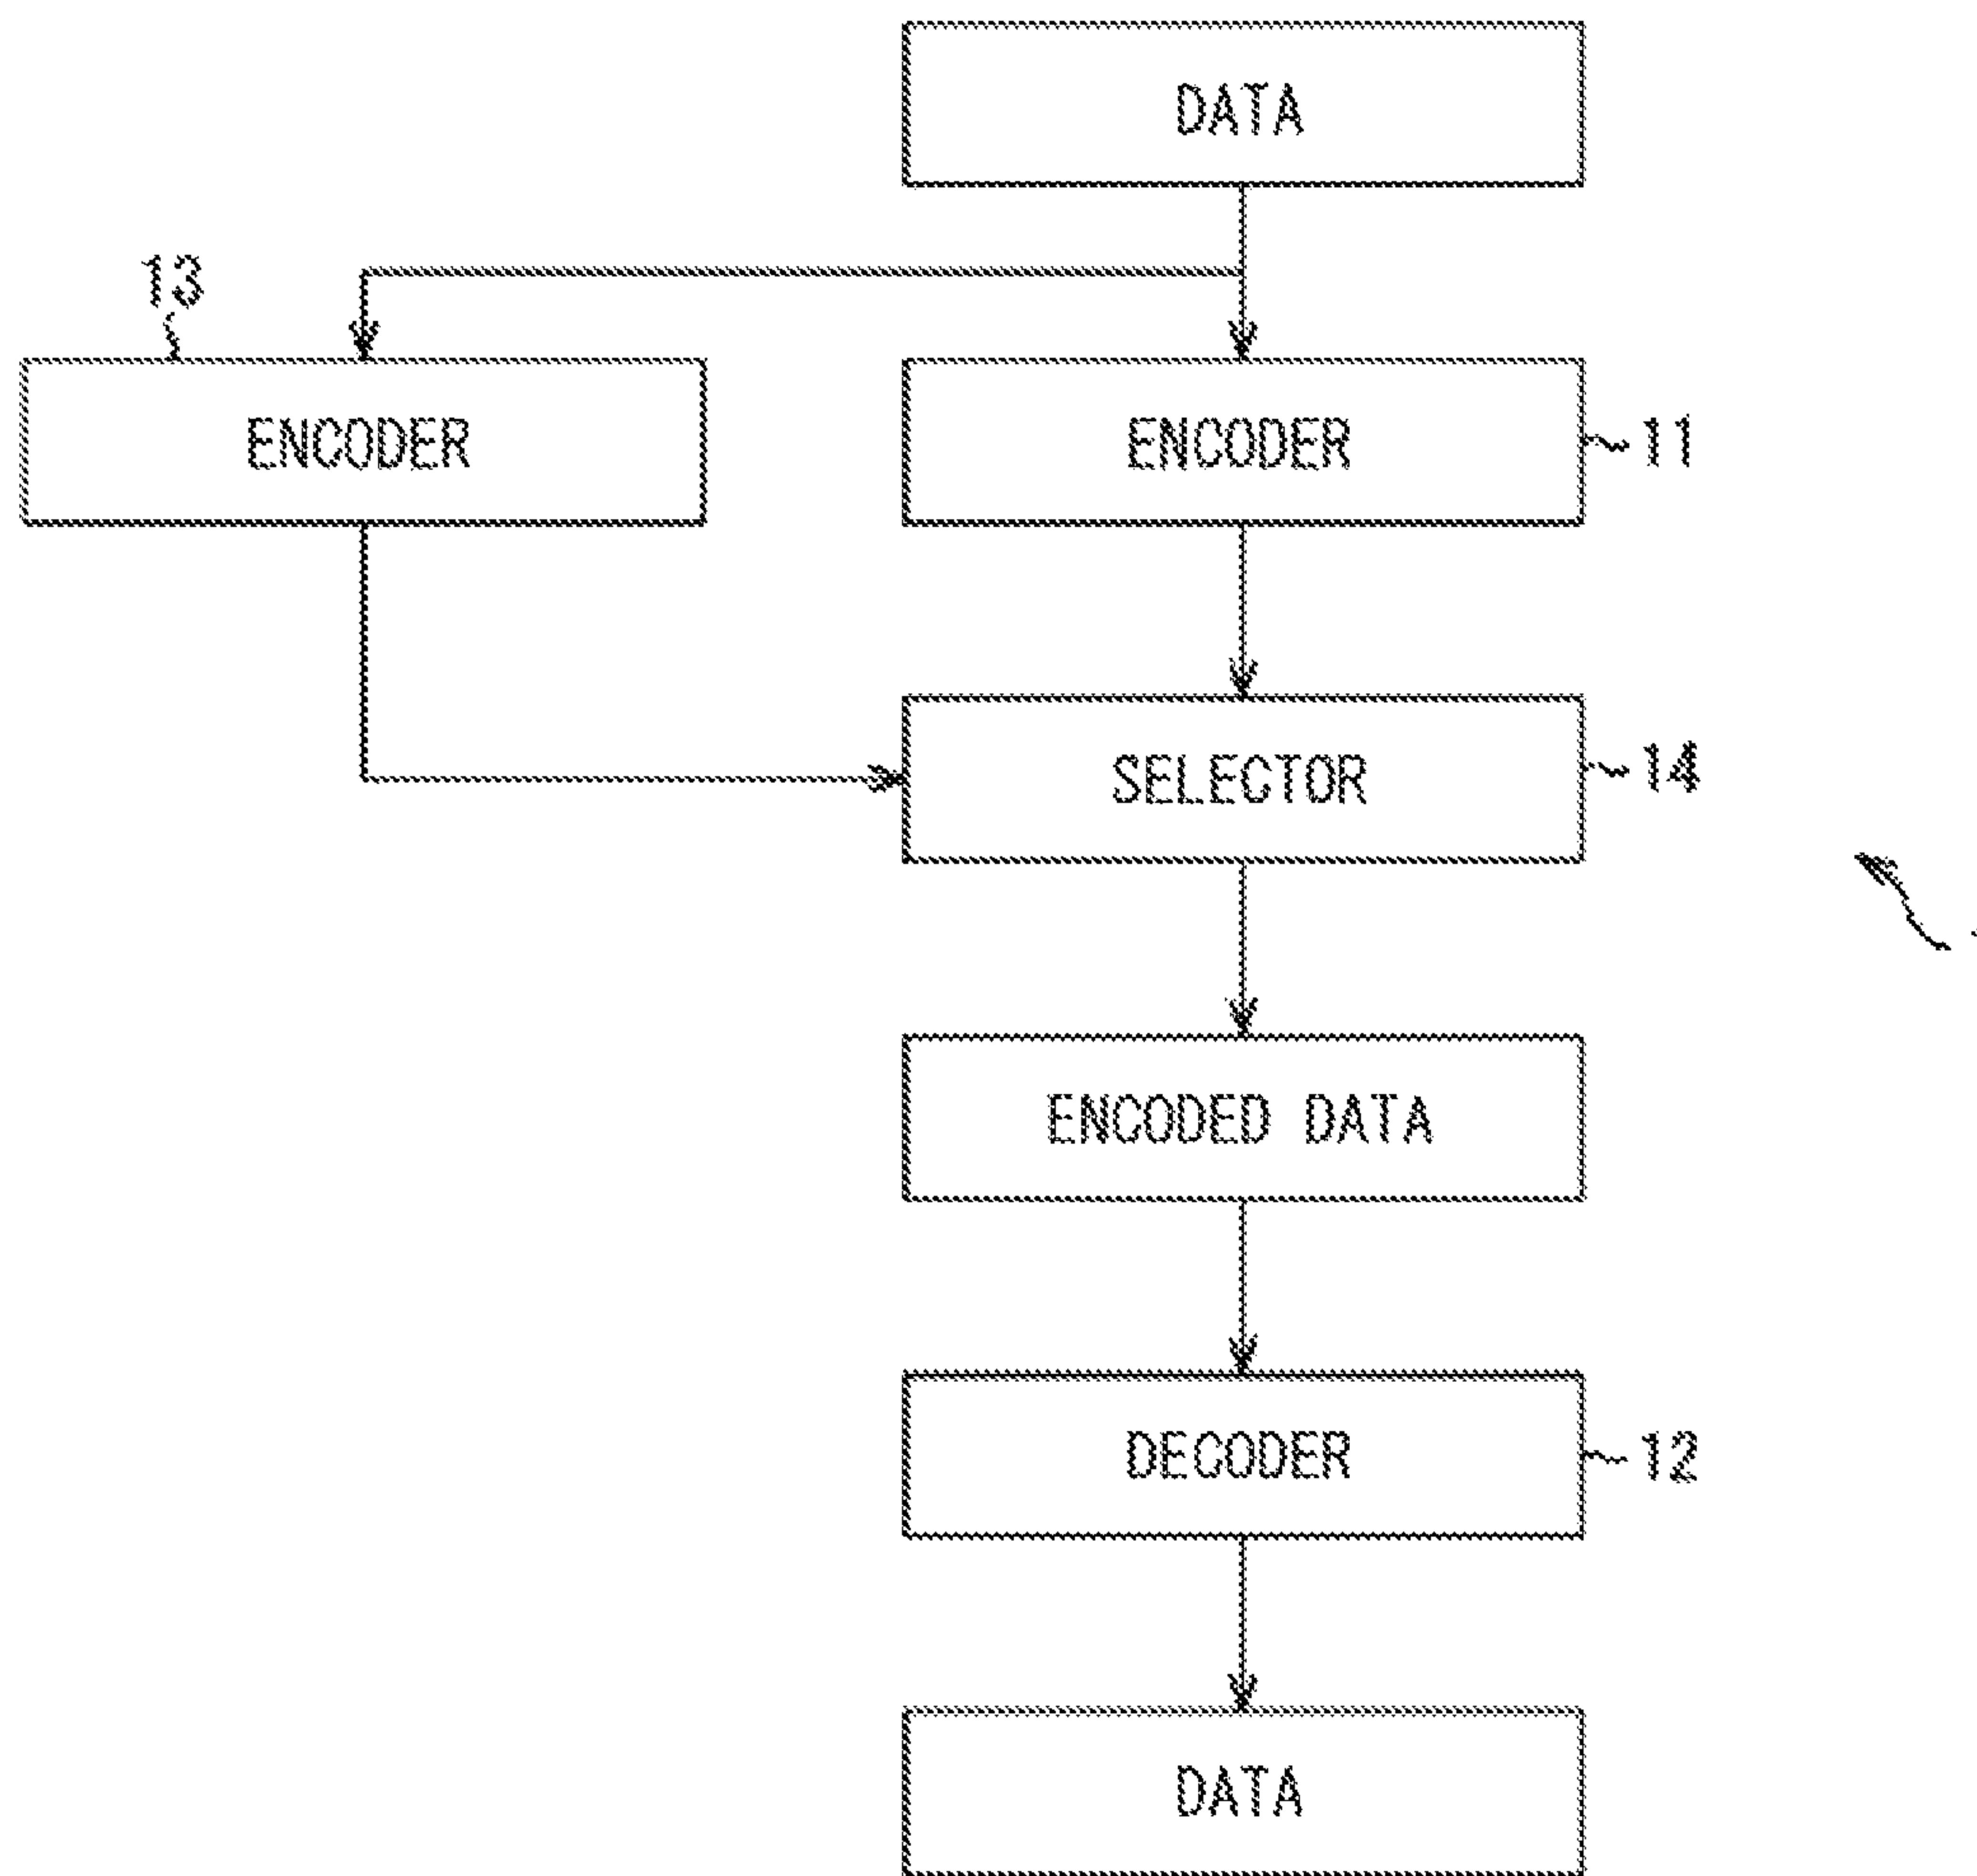 DATA
13
ENCODER
ENCODER
11
SELECTOR
14
ENCODED DATA
DECODER
12
DATA